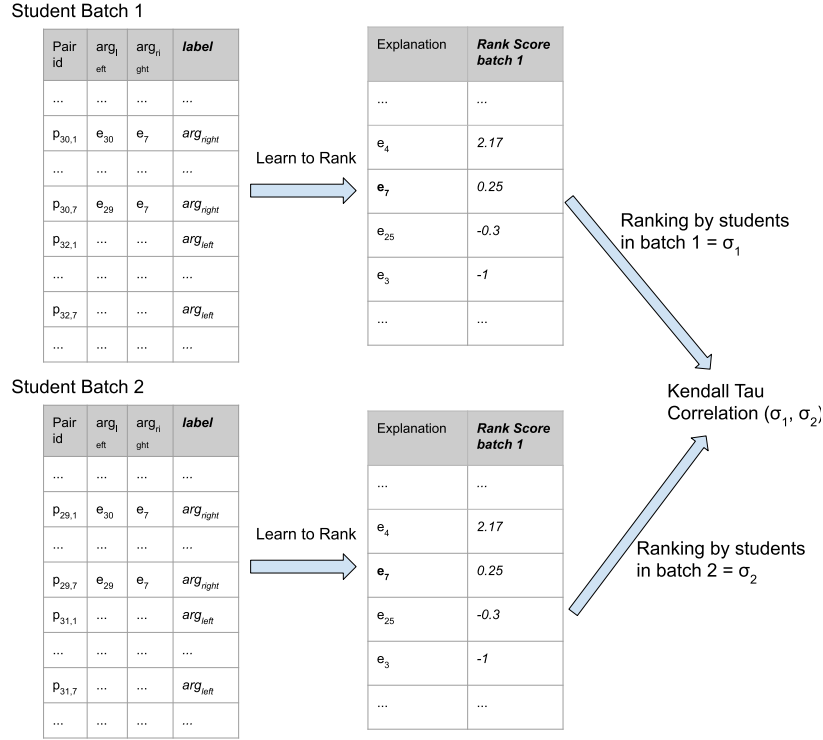 Student Batch 1
Pair id | arg_left | arg_right | label
... | ... | ... | ...
p_30,1 | e_30 | e_7 | arg_right
... | ... | ... | ...
p_30,7 | e_29 | e_7 | arg_right
p_32,1 | ... | ... | arg_left
... | ... | ... | ...
p_32,7 | ... | ... | arg_left
... | ... | ... | ...
Learn to Rank
Explanation | Rank Score batch 1
... | ...
e_4 | 2.17
e_7 | 0.25
e_25 | -0.3
e_3 | -1
... | ...
Ranking by students
in batch 1 = σ_1
Kendall Tau
Correlation (σ_1, σ_2)
Student Batch 2
Pair id | arg_left | arg_right | label
... | ... | ... | ...
p_29,1 | e_30 | e_7 | arg_right
... | ... | ... | ...
p_29,7 | e_29 | e_7 | arg_right
p_31,1 | ... | ... | arg_left
... | ... | ... | ...
p_31,7 | ... | ... | arg_left
... | ... | ... | ...
Learn to Rank
Explanation | Rank Score batch 1
... | ...
e_4 | 2.17
e_7 | 0.25
e_25 | -0.3
e_3 | -1
... | ...
Ranking by students
in batch 2 = σ_2